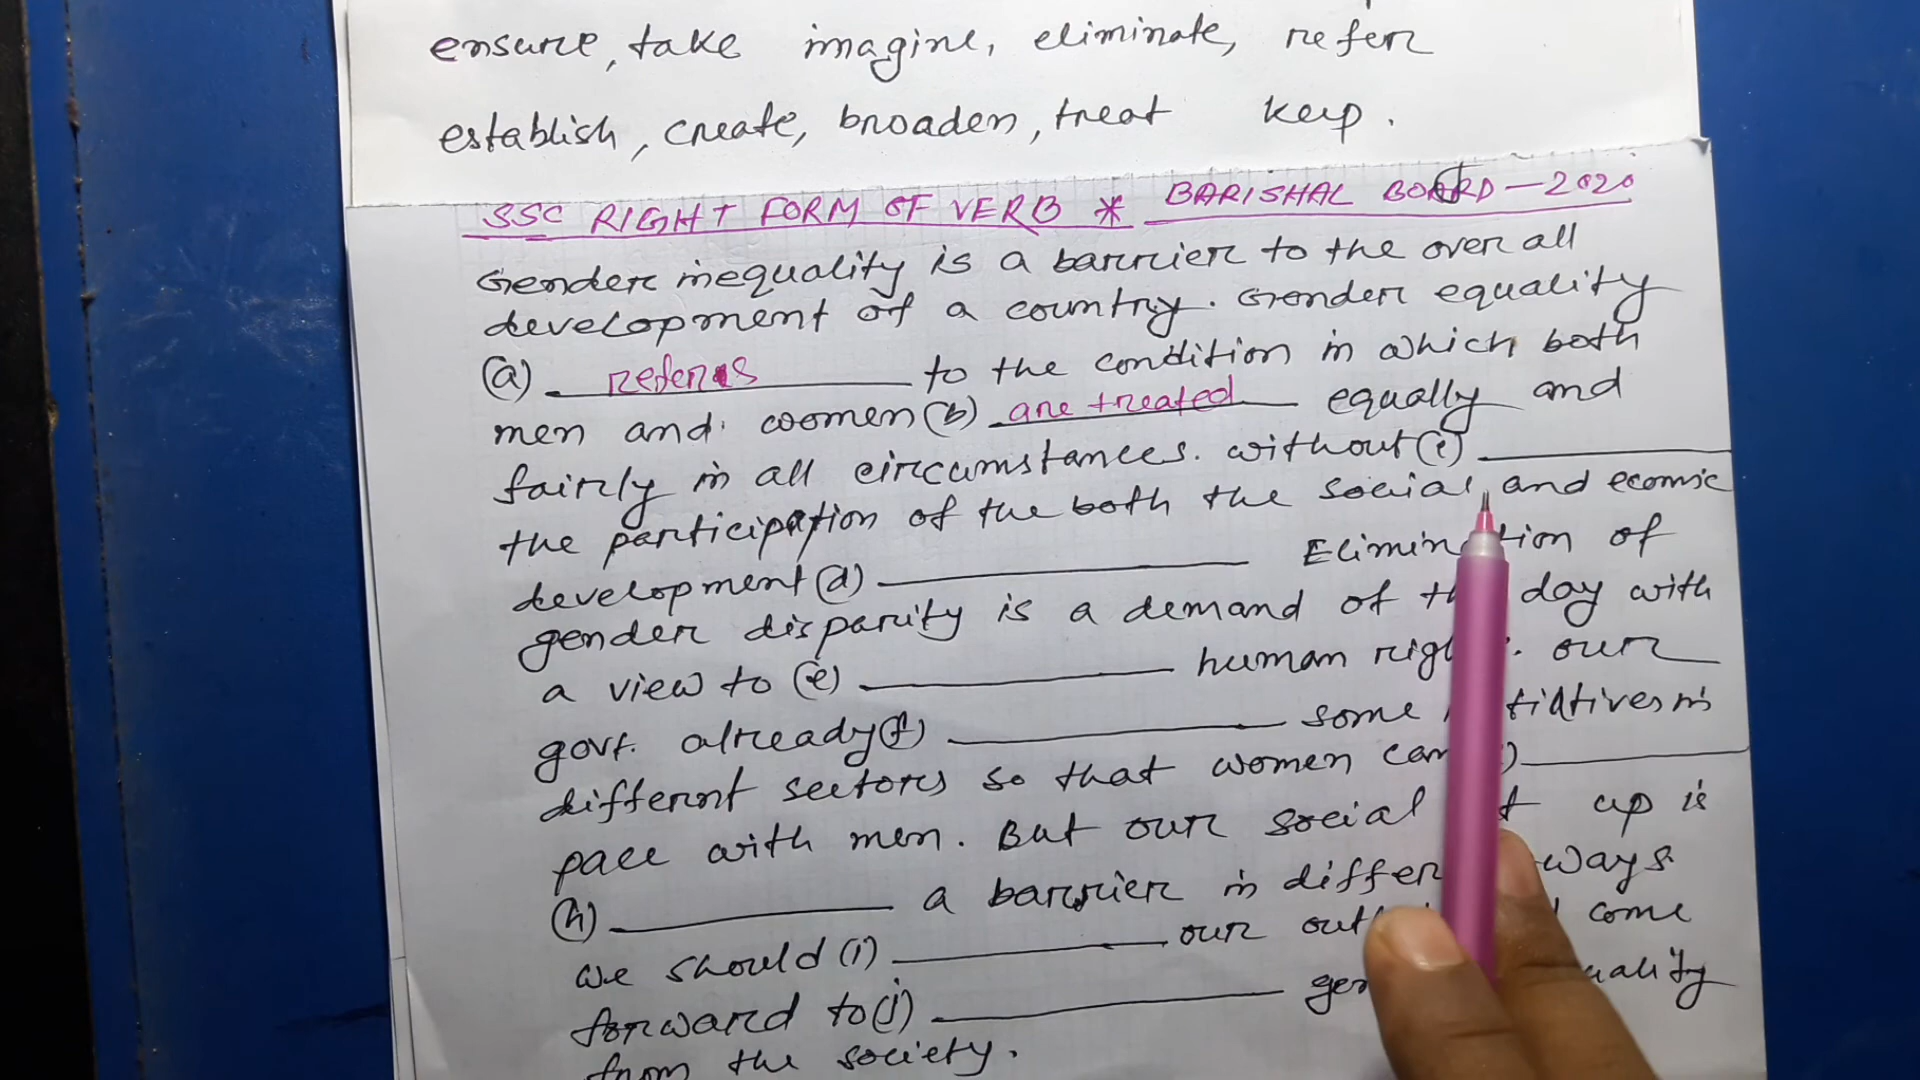 ensure, take imagine, eliminate, refer
establish, create, broaden, treat keep.
SSC RIGHT FORM OF VERB * BARISHAL BOARD-2020
Gender inequality is a barrier to the over all
development of a country. Gender equality
(a) refers to the condition in which both
men and women (b) are treated equally and
fairly in all circumstances. without (c)
the participation of the both the social and ecomic
development (d) Elimin tion of
gender disparity is a demand of th day with
a view to (e) human rig . our
govt. already (f) some tiatives in
different sectors so that women can
pace with men. But our social t up is
(h) a barrier in differ ways
we should (i) our out come
forward to (j) gen uality
from the society.